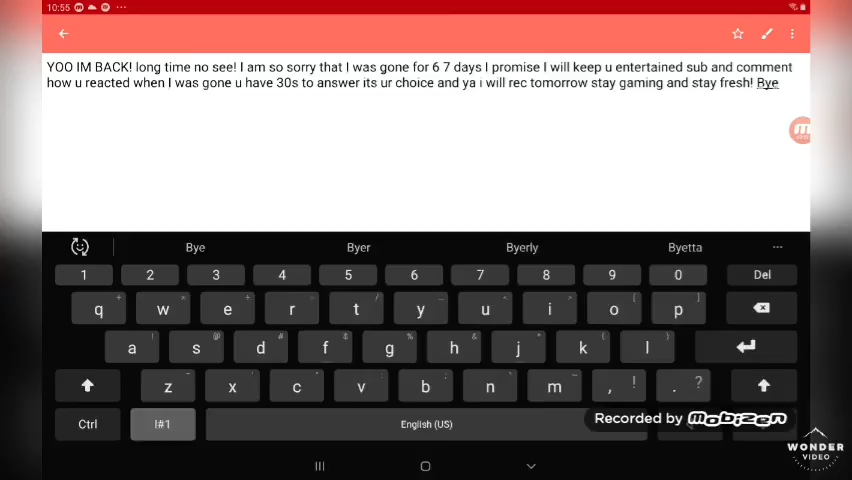 10:55
YOO IM BACK! long time no see! I am so sorry that I was gone for 6 7 days I promise I will keep u entertained sub and comment
how u reacted when I was gone u have 30s to answer its ur choice and ya i will rec tomorrow stay gaming and stay fresh! Bye
Bye Byer Byerly Byetta
1 2 3 4 5 6 7 8 9 0 Del
q w e r t y u i o p
a s d f g h j k l
z x c v b n m , ! . ?
Ctrl !#1 English (US)
Recorded by mobizen
WONDER
VIDEO